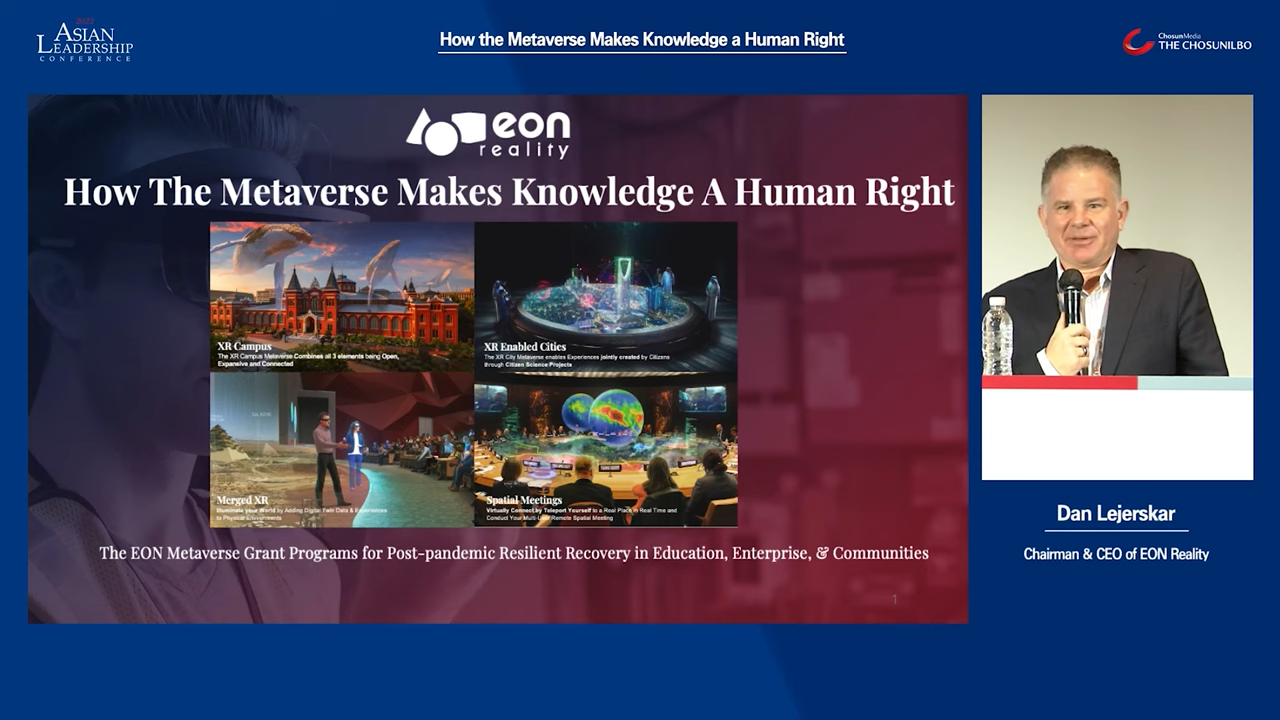 2022
ASIAN
LEADERSHIP
CONFERENCE
How the Metaverse Makes Knowledge a Human Right
ChosunMedia
THE CHOSUNILBO
eon
reality
How The Metaverse Makes Knowledge A Human Right
XR Campus
The XR Campus Metaverse Combines all 3 elements being Open,
Expansive and Connected
XR Enabled Cities
The XR City Metaverse enables Experiences jointly created by Citizens
through Citizen Science Projects
Merged XR
Illuminate your World by Adding Digital Twin Data & Experiences
to Physical Environments
Spatial Meetings
Virtually Connect by Teleport Yourself to a Real Place in Real Time and
Conduct Your Multi-User Remote Spatial Meeting
The EON Metaverse Grant Programs for Post-pandemic Resilient Recovery in Education, Enterprise, & Communities
1
Dan Lejerskar
Chairman & CEO of EON Reality